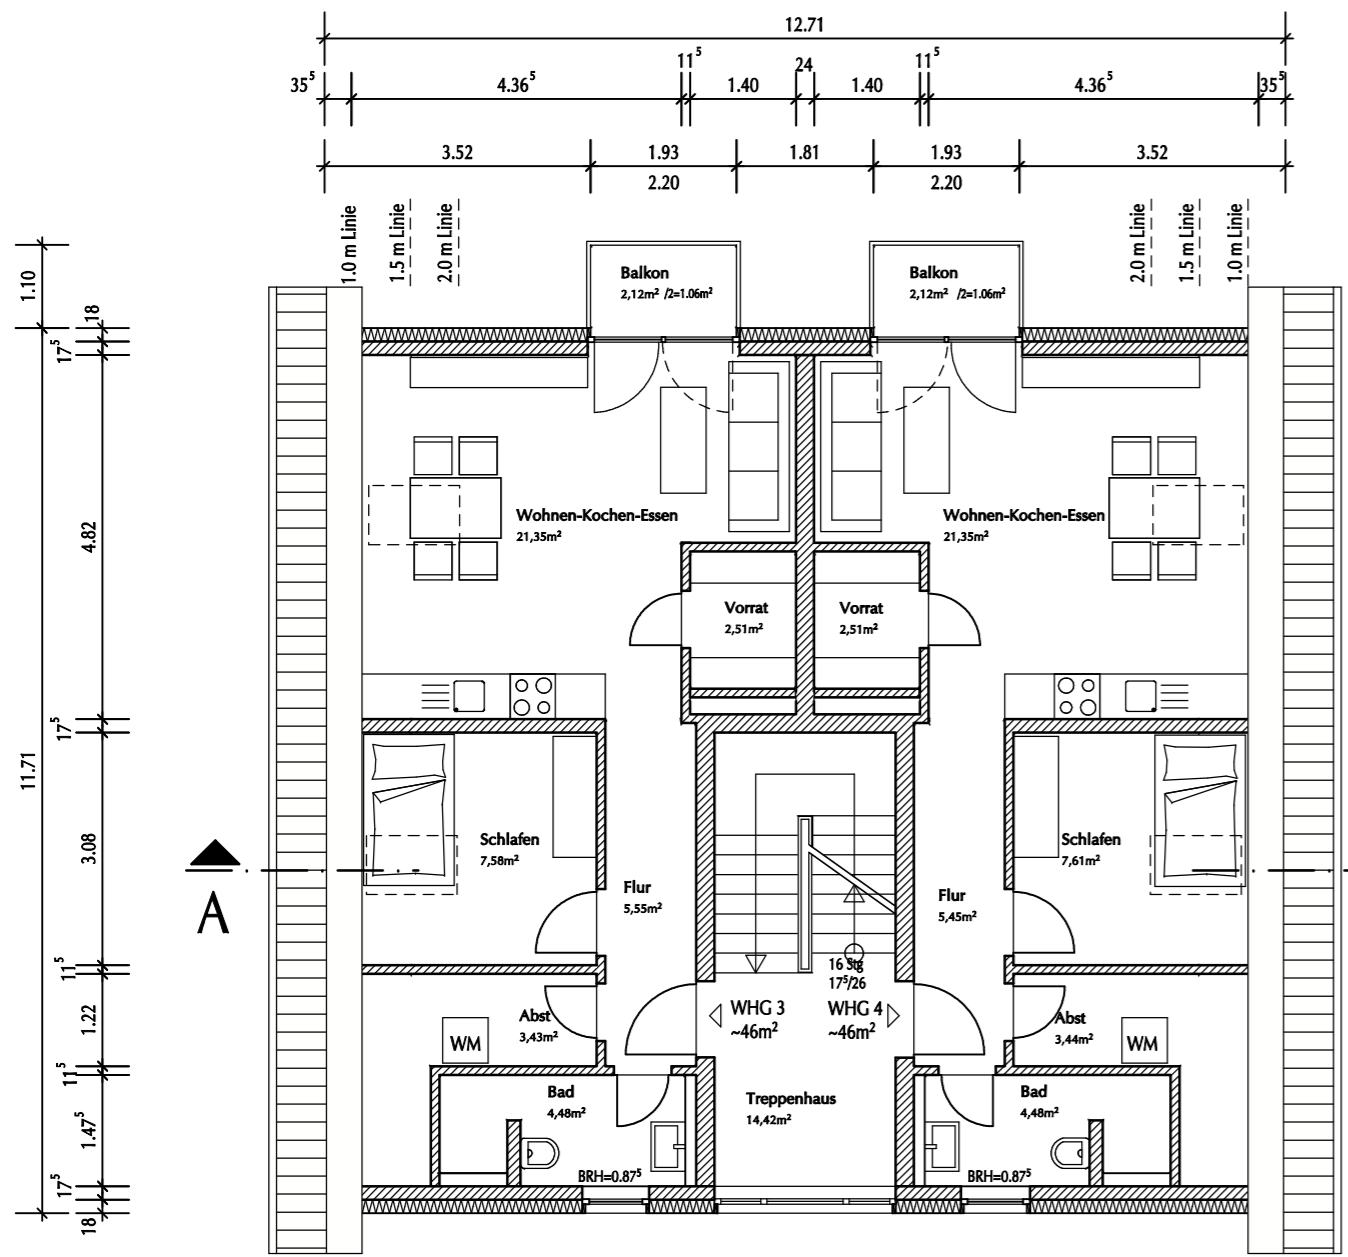 12.71
35⁵ 4.36⁵ 11⁵ 1.40 24 1.40 11⁵ 4.36⁵ 35⁵
3.52 1.93 1.81 1.93 3.52
2.20 2.20
1.0 m Linie
1.5 m Linie
2.0 m Linie
2.0 m Linie
1.5 m Linie
1.0 m Linie
1.10
18
17⁵
4.82
17⁵
11.71
3.08
11⁵
1.22
11⁵
1.47⁵
17⁵
18
A
Balkon
2,12m² /2=1.06m²
Balkon
2,12m² /2=1.06m²
Wohnen-Kochen-Essen
21,35m²
Wohnen-Kochen-Essen
21,35m²
Vorrat
2,51m²
Vorrat
2,51m²
Schlafen
7,58m²
Schlafen
7,61m²
Flur
5,55m²
Flur
5,45m²
16 Stg
17⁵/26
WHG 3
~46m²
WHG 4
~46m²
Abst
3,43m²
WM
Abst
3,44m²
WM
Bad
4,48m²
BRH=0.87⁵
Treppenhaus
14,42m²
Bad
4,48m²
BRH=0.87⁵